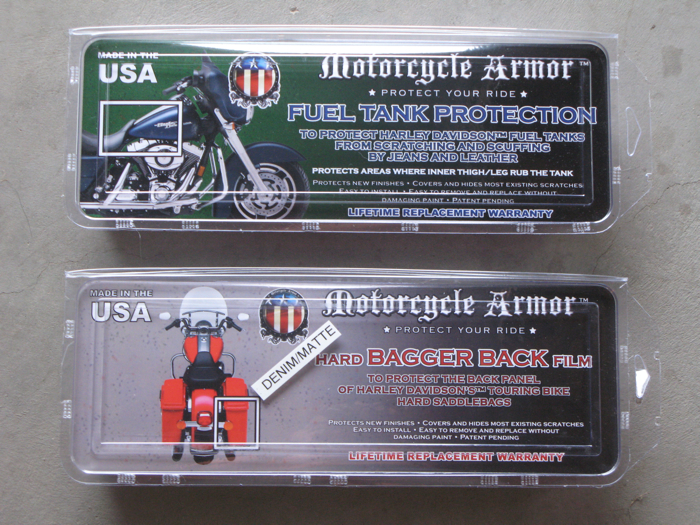 MADE IN THE
USA
Motorcycle Armor™
★ PROTECT YOUR RIDE ★
FUEL TANK PROTECTION
TO PROTECT HARLEY DAVIDSON™ FUEL TANKS
FROM SCRATCHING AND SCUFFING
BY JEANS AND LEATHER
PROTECTS AREAS WHERE INNER THIGH/LEG RUB THE TANK
PROTECTS NEW FINISHES • COVERS AND HIDES MOST EXISTING SCRATCHES
EASY TO INSTALL • EASY TO REMOVE AND REPLACE WITHOUT
DAMAGING PAINT • PATENT PENDING
LIFETIME REPLACEMENT WARRANTY
MADE IN THE
USA
Motorcycle Armor™
★ PROTECT YOUR RIDE ★
DENIM/MATTE
HARD BAGGER BACK FILM
TO PROTECT THE BACK PANEL
OF HARLEY DAVIDSON'S™ TOURING BIKE
HARD SADDLEBAGS
PROTECTS NEW FINISHES • COVERS AND HIDES MOST EXISTING SCRATCHES
EASY TO INSTALL • EASY TO REMOVE AND REPLACE WITHOUT
DAMAGING PAINT • PATENT PENDING
LIFETIME REPLACEMENT WARRANTY